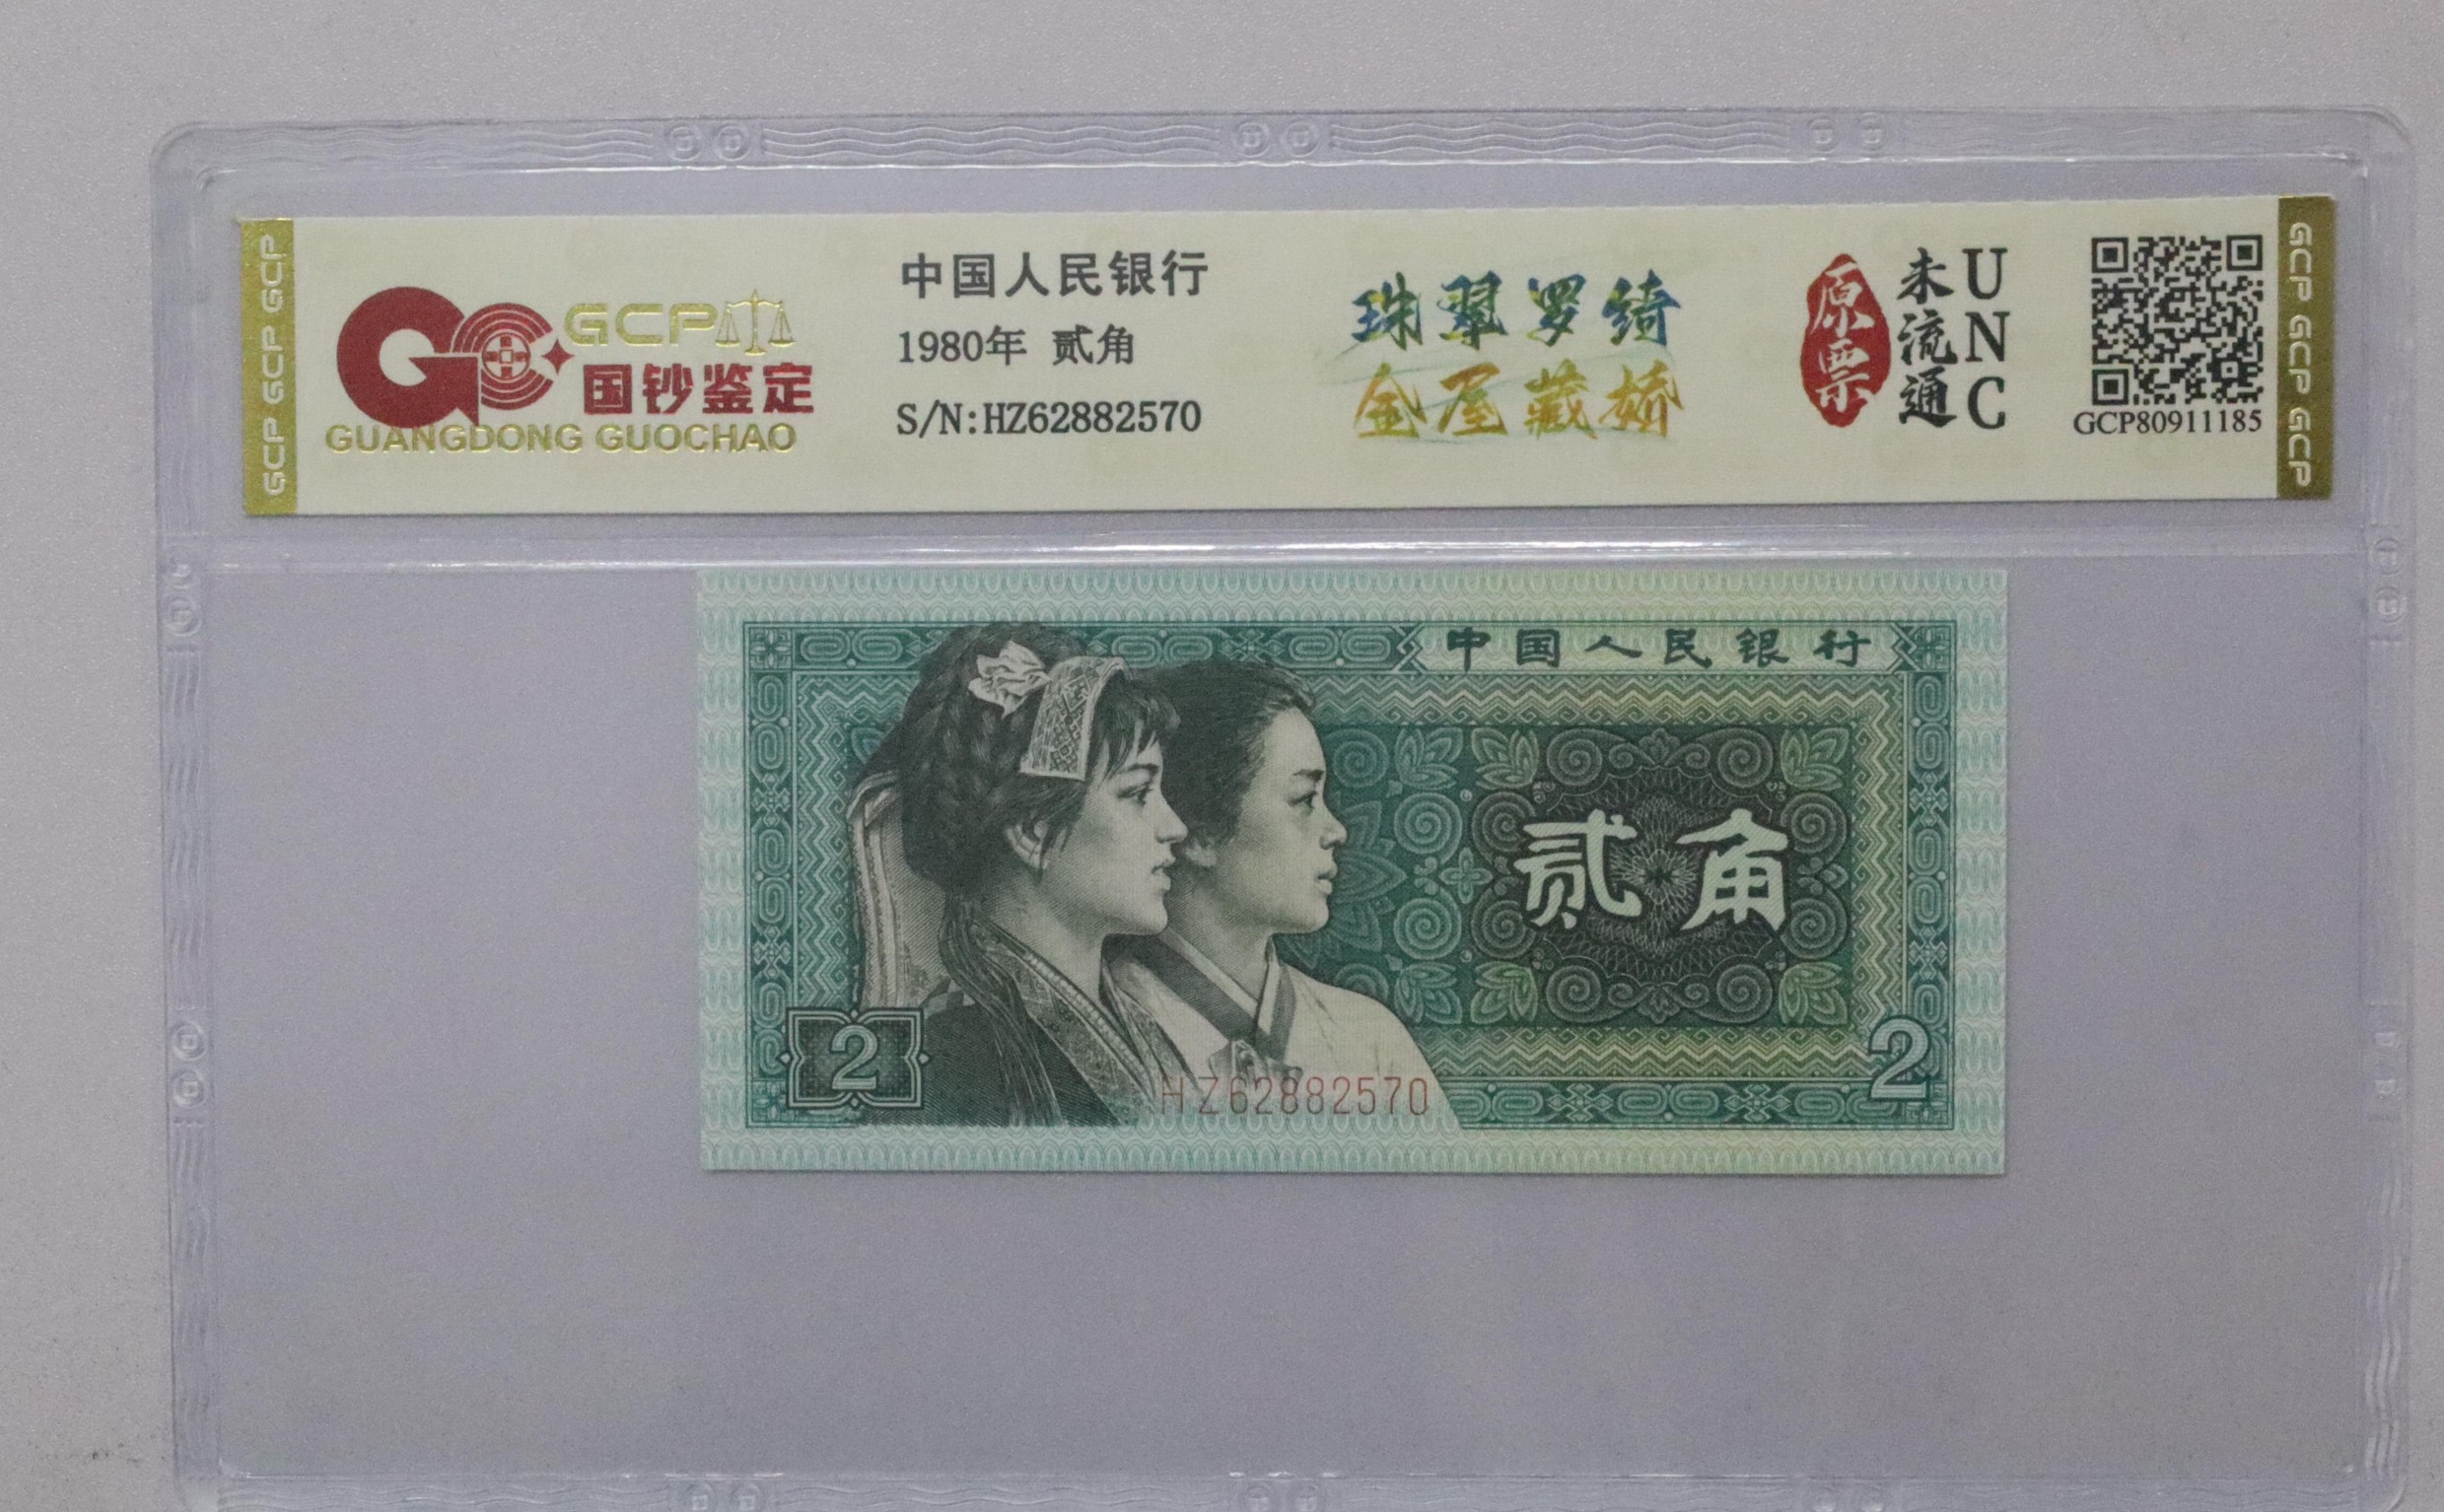 GCP GCP GCP
GCP
国钞鉴定
GUANGDONG GUOCHAO
中国人民银行
1980年 贰角
S/N:HZ62882570
珠翠罗绮
金屋藏娇
原票
未流通
UNC
GCP80911185
GCP GCP GCP
中国人民银行
贰角
2
2
HZ62882570